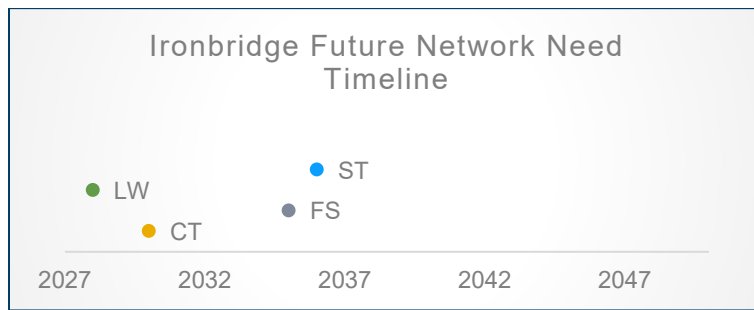 Ironbridge Future Network Need
Timeline
ST
LW
FS
CT
2027 2032 2037 2042 2047